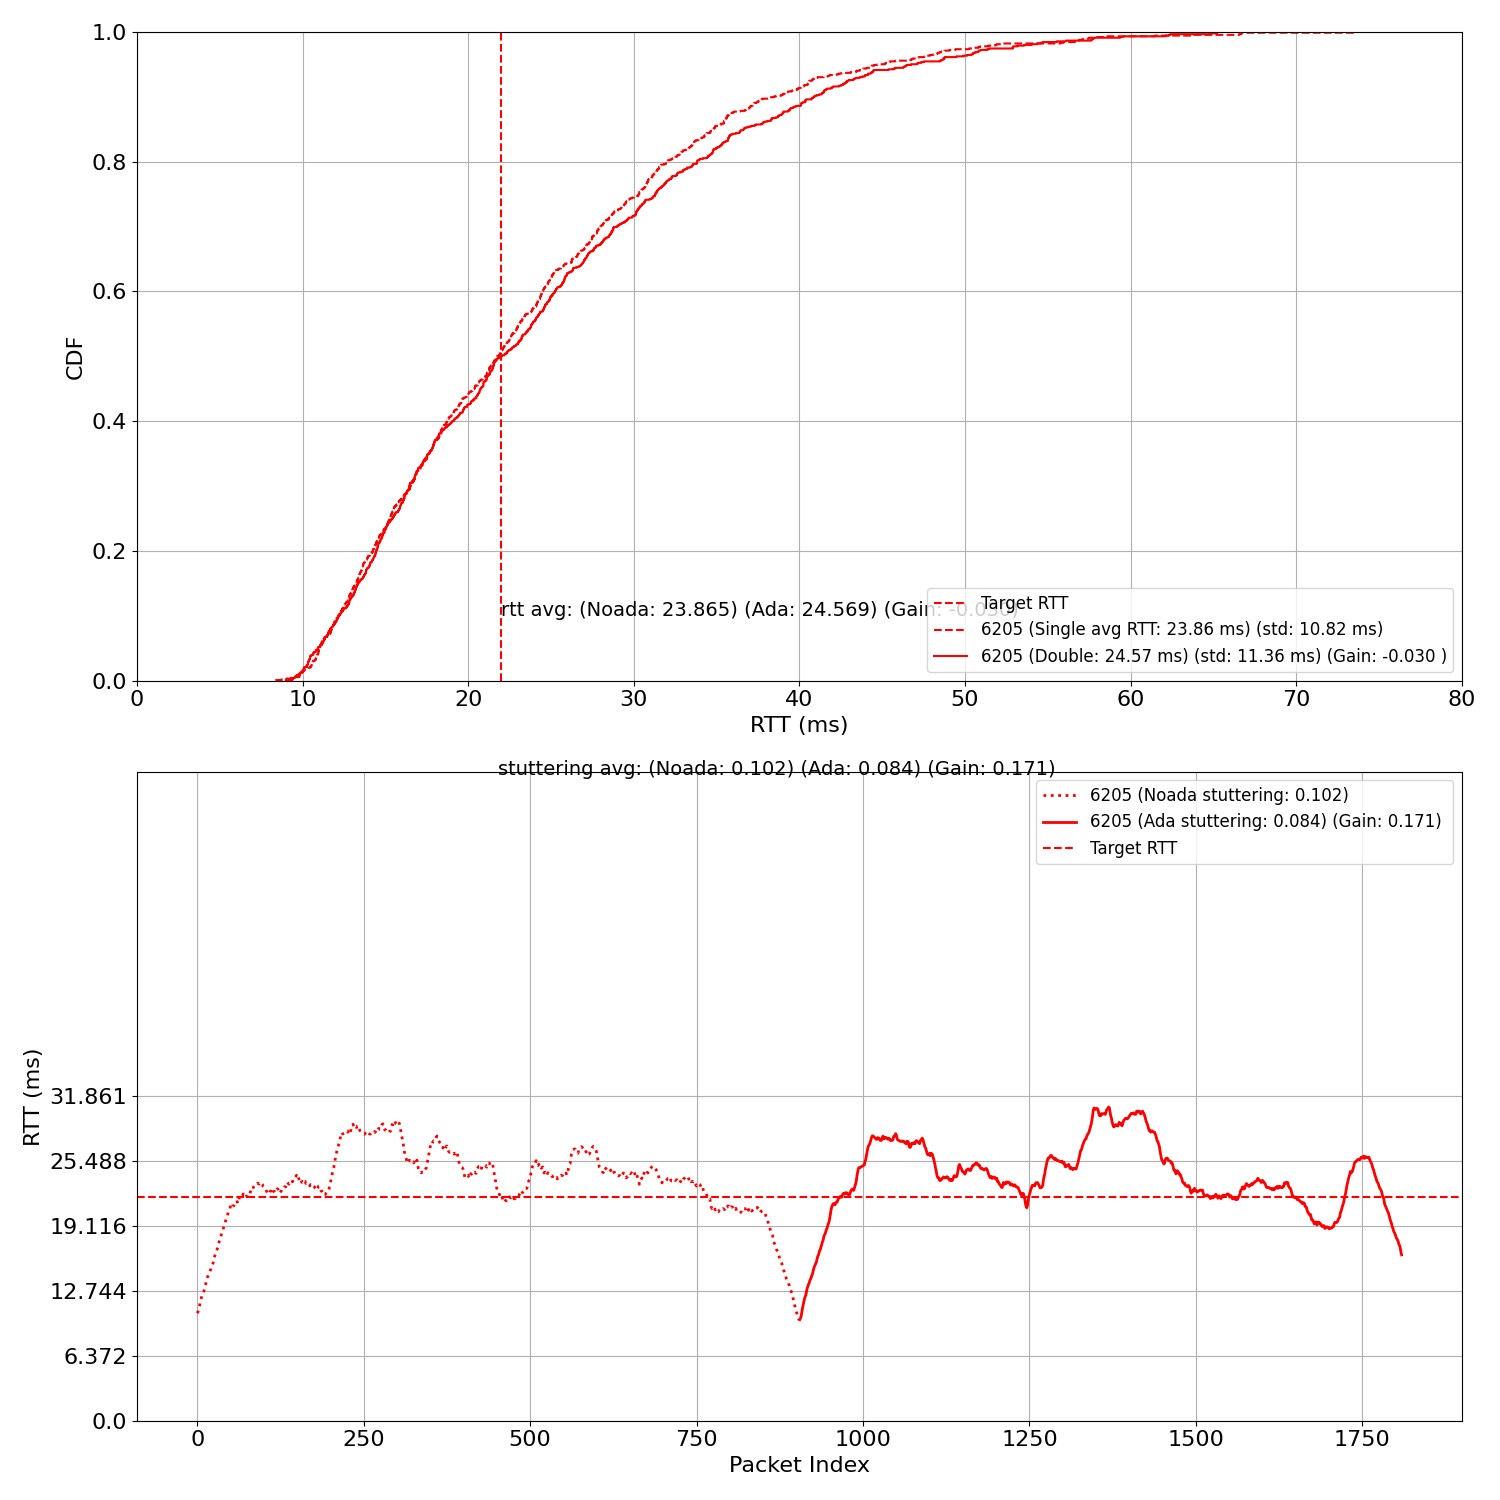 1.0
0.8
0.6
0.4
0.2
0.0
CDF
rtt avg: (Noada: 23.865) (Ada: 24.569) (Gain: -0.030)
Target RTT
6205 (Single avg RTT: 23.86 ms) (std: 10.82 ms)
6205 (Double: 24.57 ms) (std: 11.36 ms) (Gain: -0.030 )
0 10 20 30 40 50 60 70 80
RTT (ms)
stuttering avg: (Noada: 0.102) (Ada: 0.084) (Gain: 0.171)
6205 (Noada stuttering: 0.102)
6205 (Ada stuttering: 0.084) (Gain: 0.171)
Target RTT
RTT (ms)
31.861
25.488
19.116
12.744
6.372
0.0
0 250 500 750 1000 1250 1500 1750
Packet Index